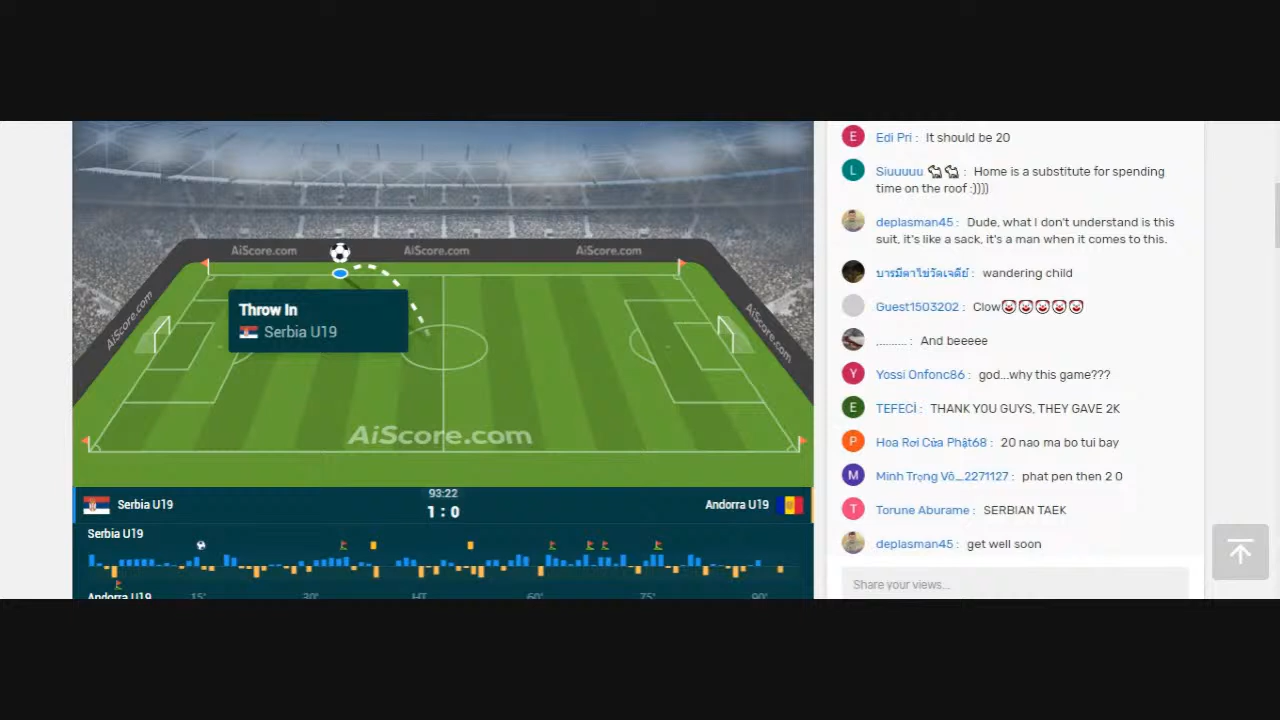 AiScore.com
AiScore.com
AiScore.com
AiScore.com
AiScore.com
Throw In
Serbia U19
AiScore.com
Serbia U19
93:22
1 : 0
Andorra U19
Serbia U19
Andorra U19
15'
30'
HT
60'
75'
90'
E
Edi Pri : It should be 20
L
Siuuuuu 🐪🐪 : Home is a substitute for spending
time on the roof :))))
deplasman45 : Dude, what I don't understand is this
suit, it's like a sack, it's a man when it comes to this.
บารมีตาไข่วัดเจดีย์ : wandering child
Guest1503202 : Clow🤡🤡🤡🤡🤡
.......... : And beeeee
Y
Yossi Onfonc86 : god...why this game???
E
TEFECİ : THANK YOU GUYS, THEY GAVE 2K
P
Hoa Rơi Cửa Phật68 : 20 nao ma bo tui bay
M
Minh Trọng Võ_2271127 : phat pen then 2 0
T
Torune Aburame : SERBIAN TAEK
deplasman45 : get well soon
Share your views...